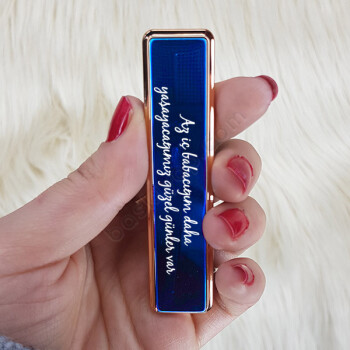 Az iç babacığım daha
yaşayacağımız güzel günler var